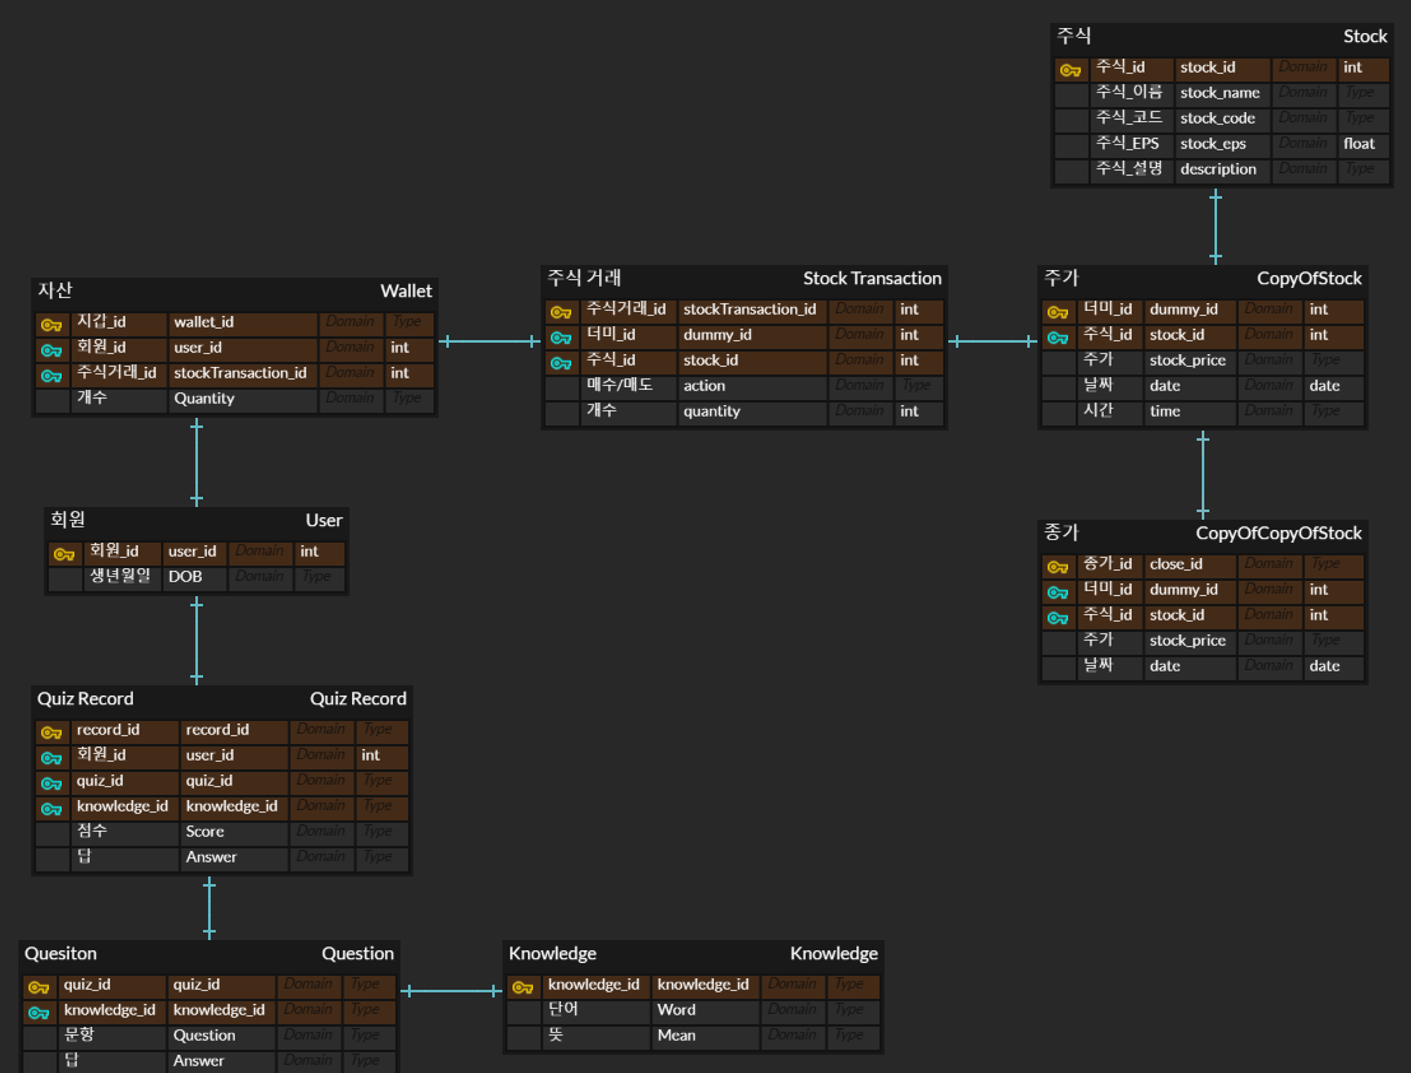 주식 Stock
주식_id stock_id Domain int
주식_이름 stock_name Domain Type
주식_코드 stock_code Domain Type
주식_EPS stock_eps Domain float
주식_설명 description Domain Type
자산 Wallet
지갑_id wallet_id Domain Type
회원_id user_id Domain int
주식거래_id stockTransaction_id Domain int
개수 Quantity Domain Type
주식 거래 Stock Transaction
주식거래_id stockTransaction_id Domain int
더미_id dummy_id Domain int
주식_id stock_id Domain int
매수/매도 action Domain Type
개수 quantity Domain int
주가 CopyOfStock
더미_id dummy_id Domain int
주식_id stock_id Domain int
주가 stock_price Domain Type
날짜 date Domain date
시간 time Domain Type
회원 User
회원_id user_id Domain int
생년월일 DOB Domain Type
종가 CopyOfCopyOfStock
종가_id close_id Domain Type
더미_id dummy_id Domain int
주식_id stock_id Domain int
주가 stock_price Domain Type
날짜 date Domain date
Quiz Record Quiz Record
record_id record_id Domain Type
회원_id user_id Domain int
quiz_id quiz_id Domain Type
knowledge_id knowledge_id Domain Type
점수 Score Domain Type
답 Answer Domain Type
Quesiton Question
quiz_id quiz_id Domain Type
knowledge_id knowledge_id Domain Type
문항 Question Domain Type
답 Answer Domain Type
Knowledge Knowledge
knowledge_id knowledge_id Domain Type
단어 Word Domain Type
뜻 Mean Domain Type